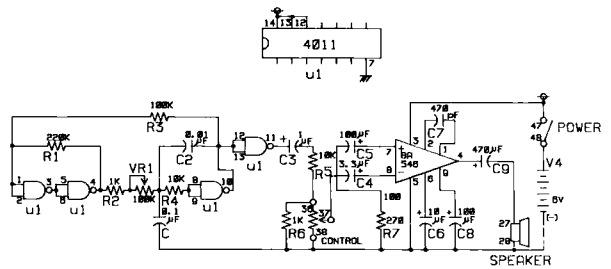 14 13 12
4011
7
u1
100K
R3
220K
R1
0.01
µF
C2
12
13
11
+
1
µF
C3
10K
R5
100µF
C5
3.3µF
C4
7
8
+
-
BA
546
3
2
1
4
5
6
9
470
pF
C7
470µF
C9
47
48
POWER
V4
6V
(-)
1
2
3
u1
5
6
4
u1
1K
R2
VR1
100K
10K
R4
8
9
10
u1
0.1
µF
C
1K
R6
36
37
38
CONTROL
100
270
R7
10
µF
C6
100
µF
C8
27
28
SPEAKER